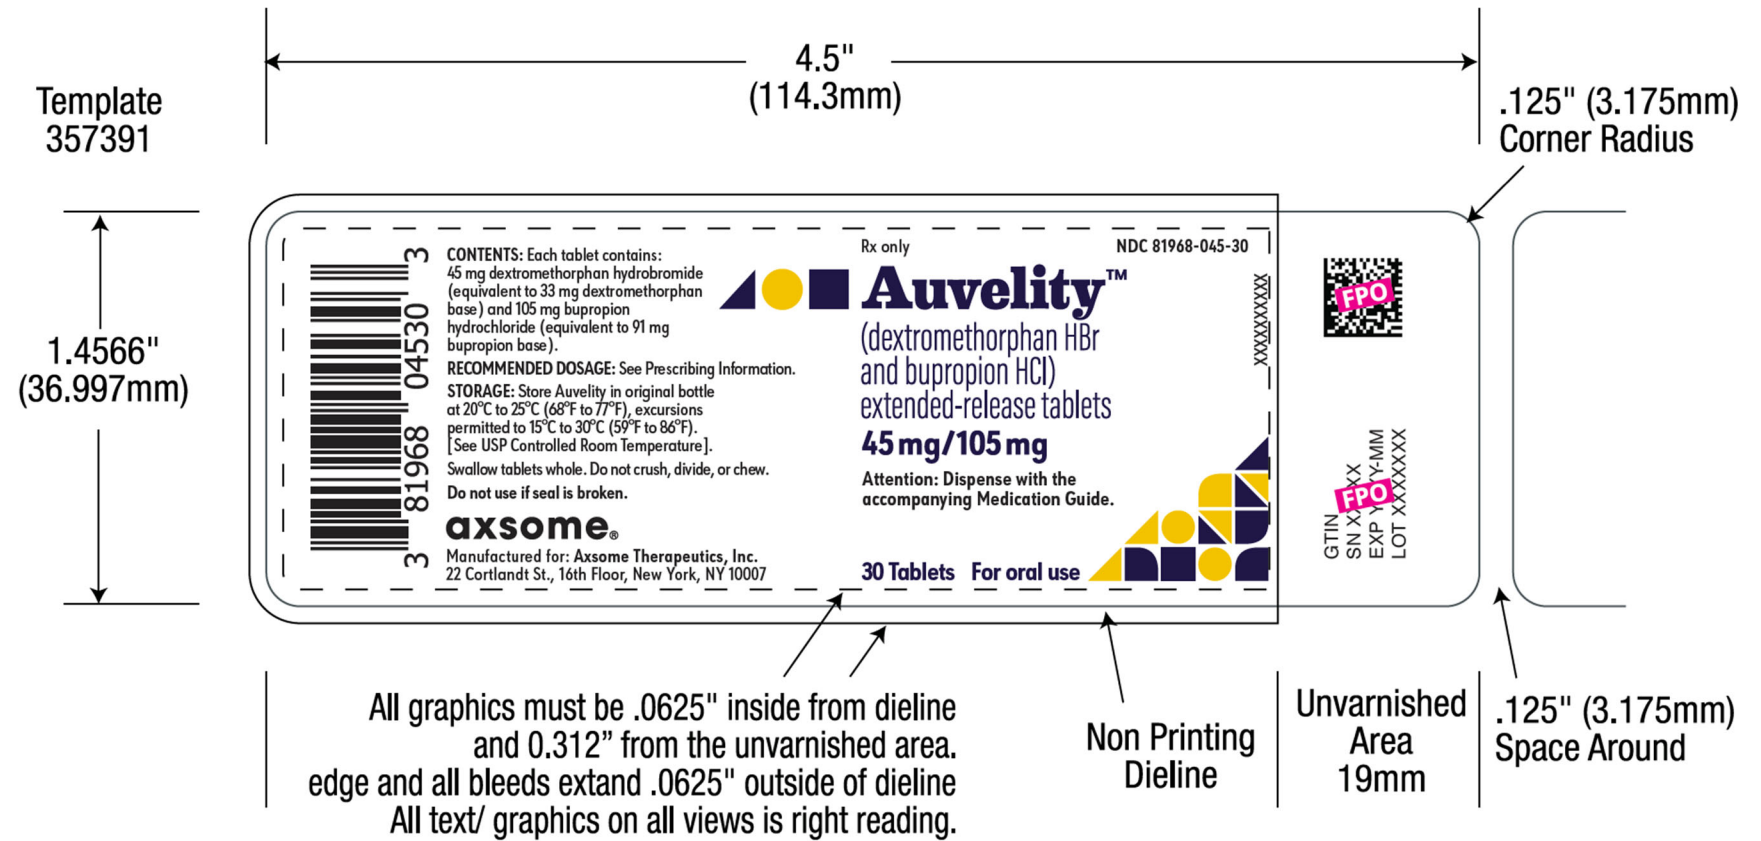 4.5"
(114.3mm)
Template
357391
.125" (3.175mm)
Corner Radius
1.4566"
(36.997mm)
3 81968 04530 3
CONTENTS: Each tablet contains:
45 mg dextromethorphan hydrobromide
(equivalent to 33 mg dextromethorphan
base) and 105 mg bupropion
hydrochloride (equivalent to 91 mg
bupropion base).
RECOMMENDED DOSAGE: See Prescribing Information.
STORAGE: Store Auvelity in original bottle
at 20°C to 25°C (68°F to 77°F), excursions
permitted to 15°C to 30°C (59°F to 86°F).
[See USP Controlled Room Temperature].
Swallow tablets whole. Do not crush, divide, or chew.
Do not use if seal is broken.
axsome®
Manufactured for: Axsome Therapeutics, Inc.
22 Cortlandt St., 16th Floor, New York, NY 10007
Rx only
NDC 81968-045-30
Auvelity™
(dextromethorphan HBr
and bupropion HCl)
extended-release tablets
45 mg/105 mg
Attention: Dispense with the
accompanying Medication Guide.
30 Tablets For oral use
XXXXXXXXXX
FPO
GTIN
SN XX XX
EXP Y Y-MM
LOT XXXXXXX
FPO
All graphics must be .0625" inside from dieline
and 0.312” from the unvarnished area.
edge and all bleeds extand .0625" outside of dieline
All text/ graphics on all views is right reading.
Non Printing
Dieline
Unvarnished
Area
19mm
.125" (3.175mm)
Space Around